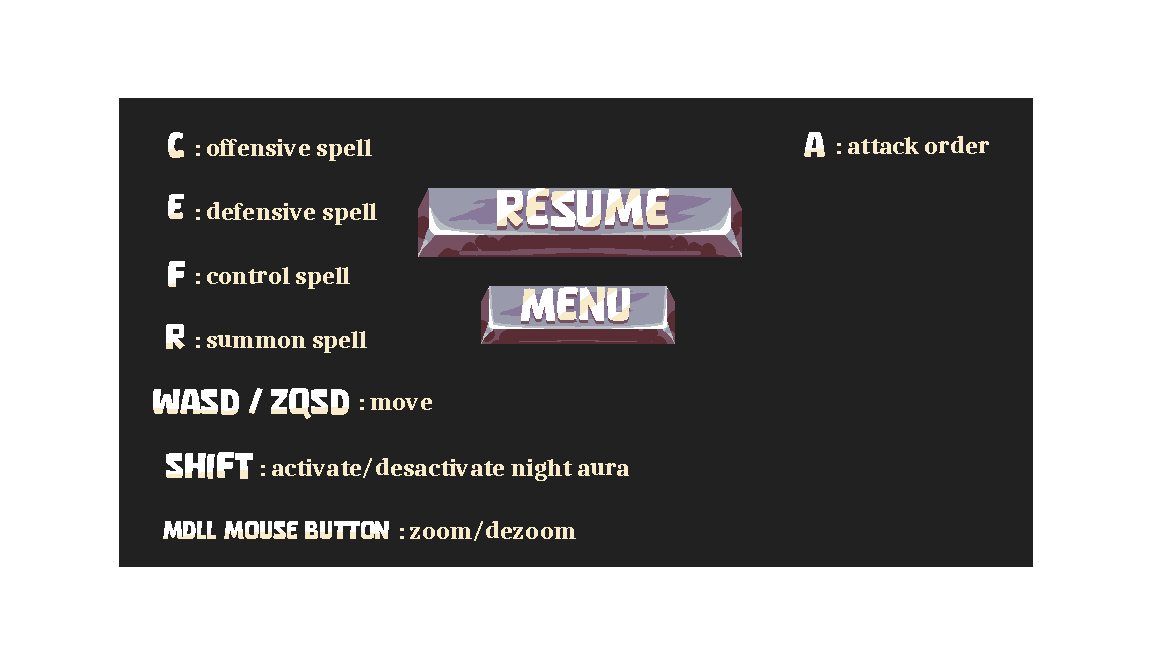 C : offensive spell
A : attack order
E : defensive spell
RESUME
F : control spell
MENU
R : summon spell
WASD / ZQSD : move
SHIFT : activate/desactivate night aura
MDLL MOUSE BUTTON : zoom/dezoom